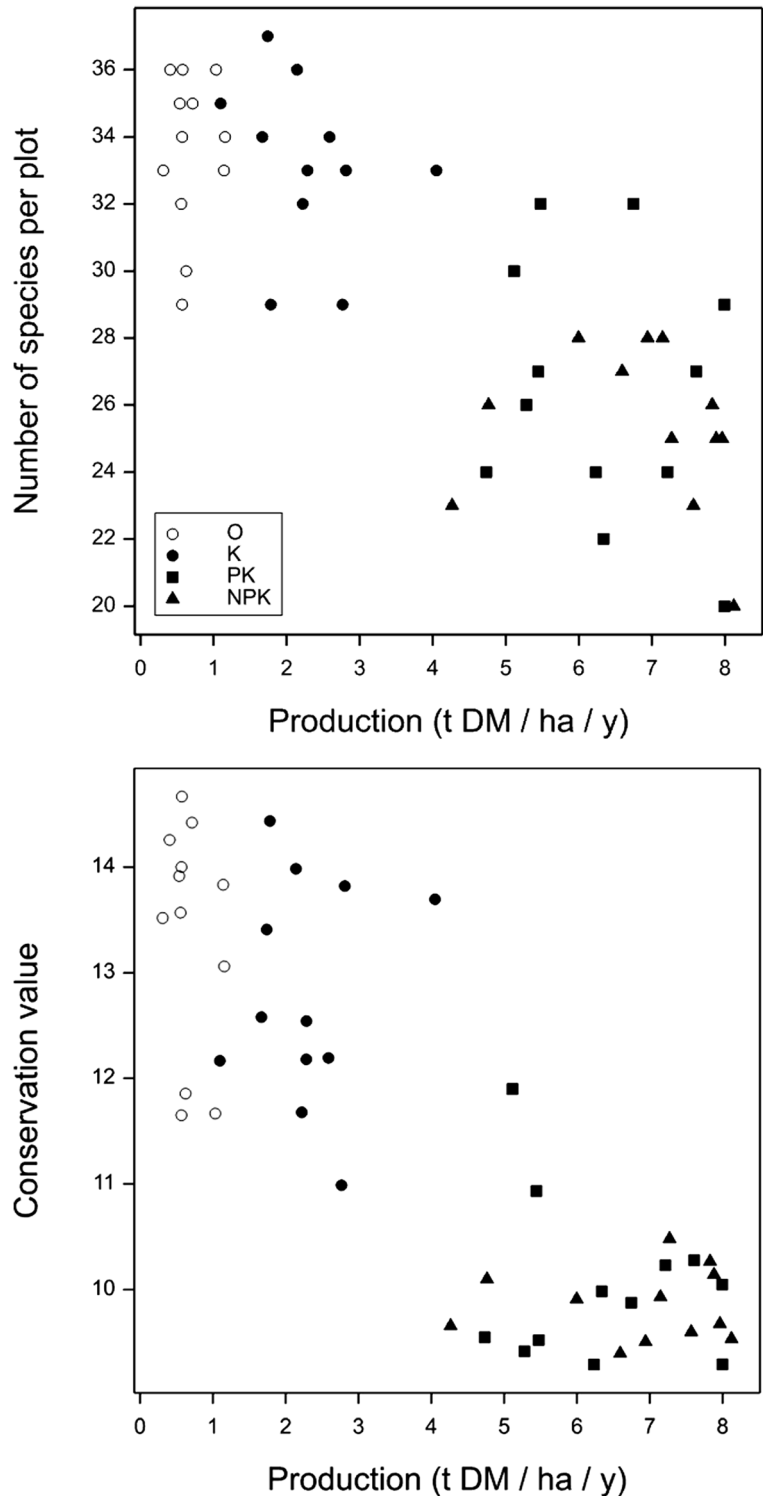 Number of species per plot
36
34
32
30
28
26
24
22
20
O
K
PK
NPK
0 1 2 3 4 5 6 7 8
Production (t DM / ha / y)
Conservation value
14
13
12
11
10
0 1 2 3 4 5 6 7 8
Production (t DM / ha / y)